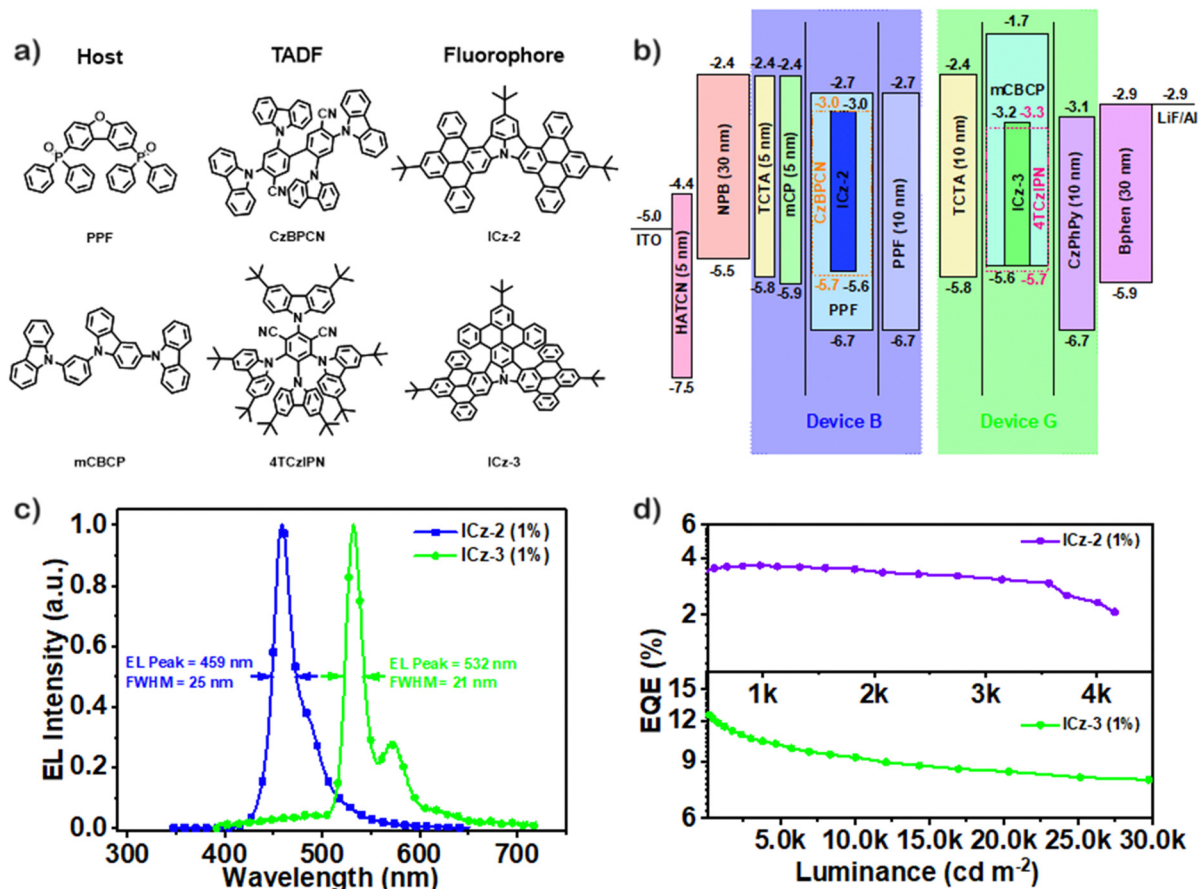 a)
Host
TADF
Fluorophore
PPF
CzBPCN
ICz-2
mCBCP
4TCzIPN
ICz-3
b)
-5.0
ITO
-4.4
HATCN (5 nm)
-7.5
-2.4
NPB (30 nm)
-5.5
-2.4
TCTA (5 nm)
-5.8
-2.4
mCP (5 nm)
-5.9
-2.7
-3.0
-3.0
CzBPCN
ICz-2
-5.7
-5.6
PPF
-6.7
-2.7
PPF (10 nm)
-6.7
Device B
-2.4
TCTA (10 nm)
-5.8
-1.7
mCBCP
-3.2
-3.3
ICz-3
4TCzIPN
-5.6
-5.7
-3.1
CzPhPy (10 nm)
-6.7
Device G
-2.9
Bphen (30 nm)
-5.9
-2.9
LiF/Al
c)
EL Intensity (a.u.)
1.0
0.8
0.6
0.4
0.2
0.0
ICz-2 (1%)
ICz-3 (1%)
EL Peak = 459 nm
FWHM = 25 nm
EL Peak = 532 nm
FWHM = 21 nm
300
400
500
600
700
Wavelength (nm)
d)
EQE (%)
6
4
2
ICz-2 (1%)
1k
2k
3k
4k
15
12
9
6
ICz-3 (1%)
5.0k
10.0k
15.0k
20.0k
25.0k
30.0k
Luminance (cd m-2)